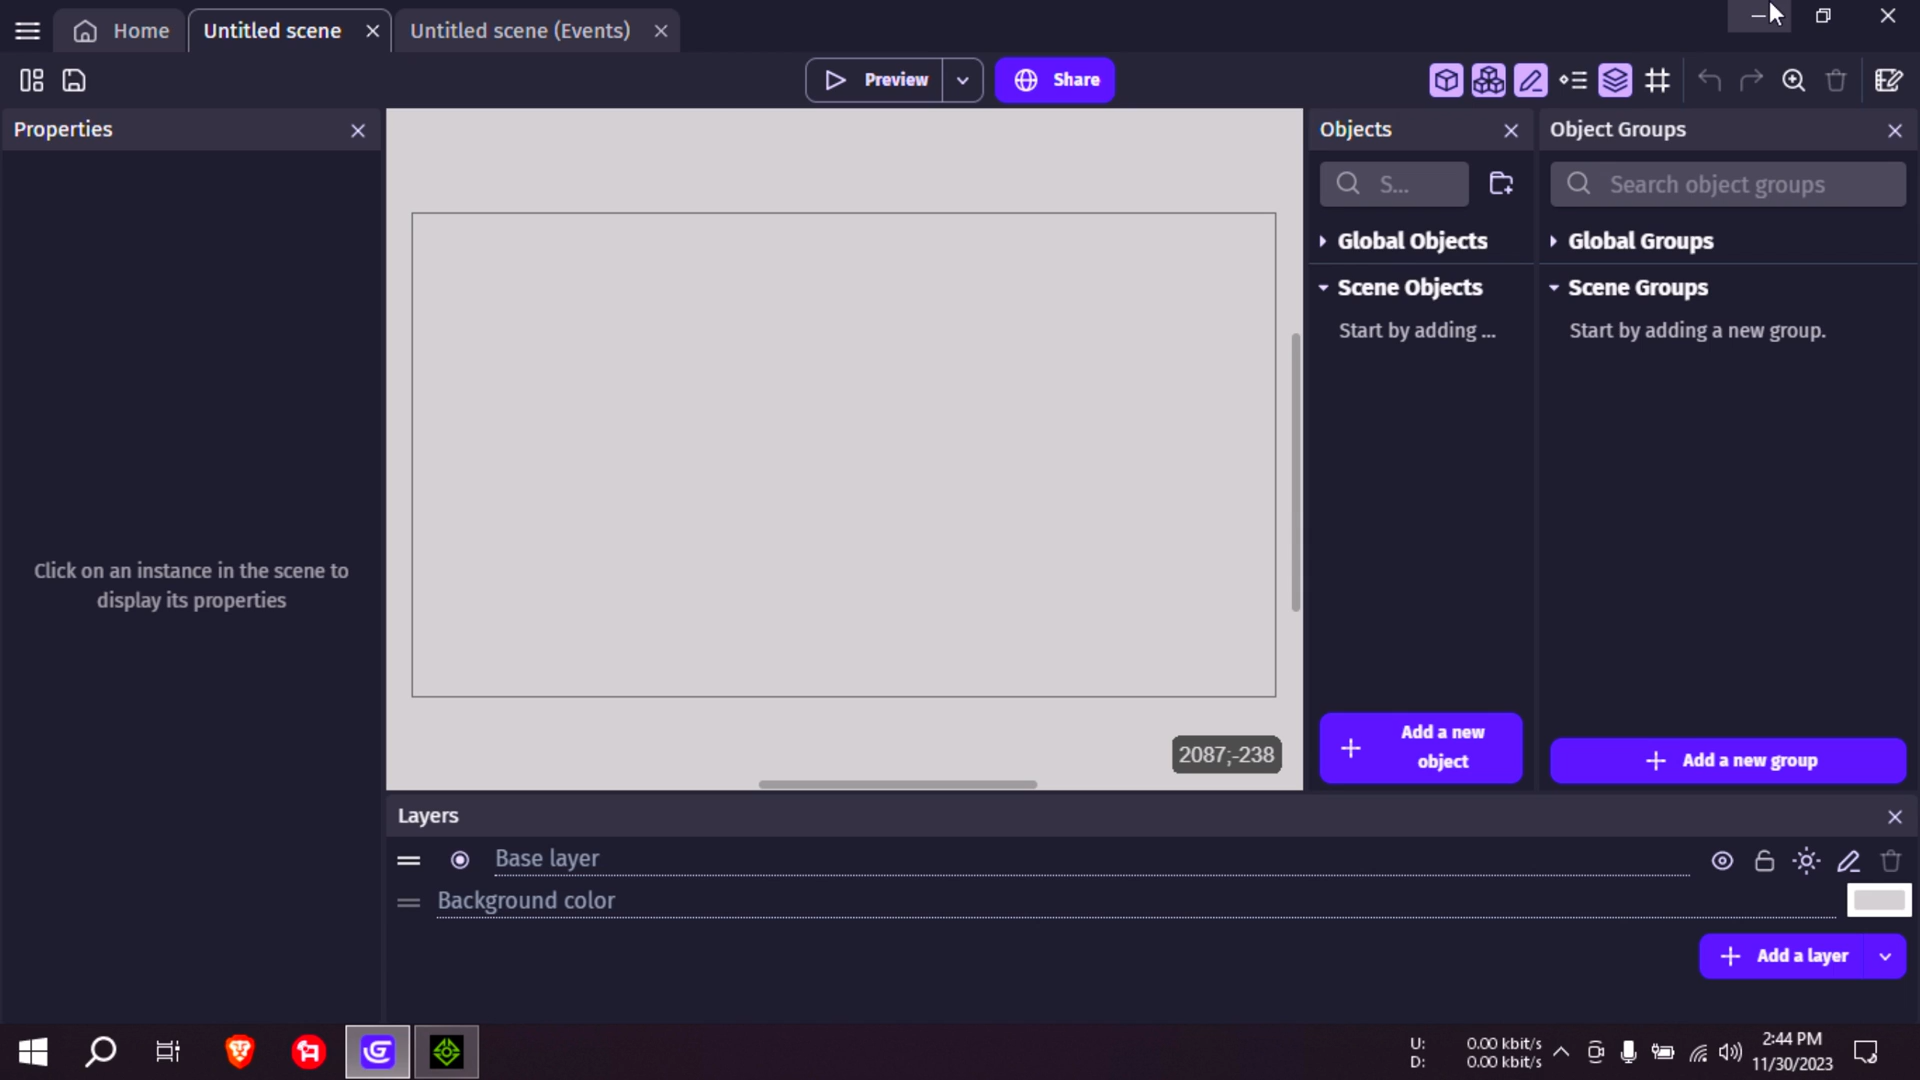 Home
Untitled scene
Untitled scene (Events)
Preview
Share
Properties
Objects
Object Groups
S...
Search object groups
Global Objects
Global Groups
Scene Objects
Scene Groups
Start by adding ...
Start by adding a new group.
Click on an instance in the scene to
display its properties
2087;-238
Add a new
object
Add a new group
Layers
Base layer
Background color
Add a layer
U: 0.00 kbit/s
D: 0.00 kbit/s
2:44 PM
11/30/2023